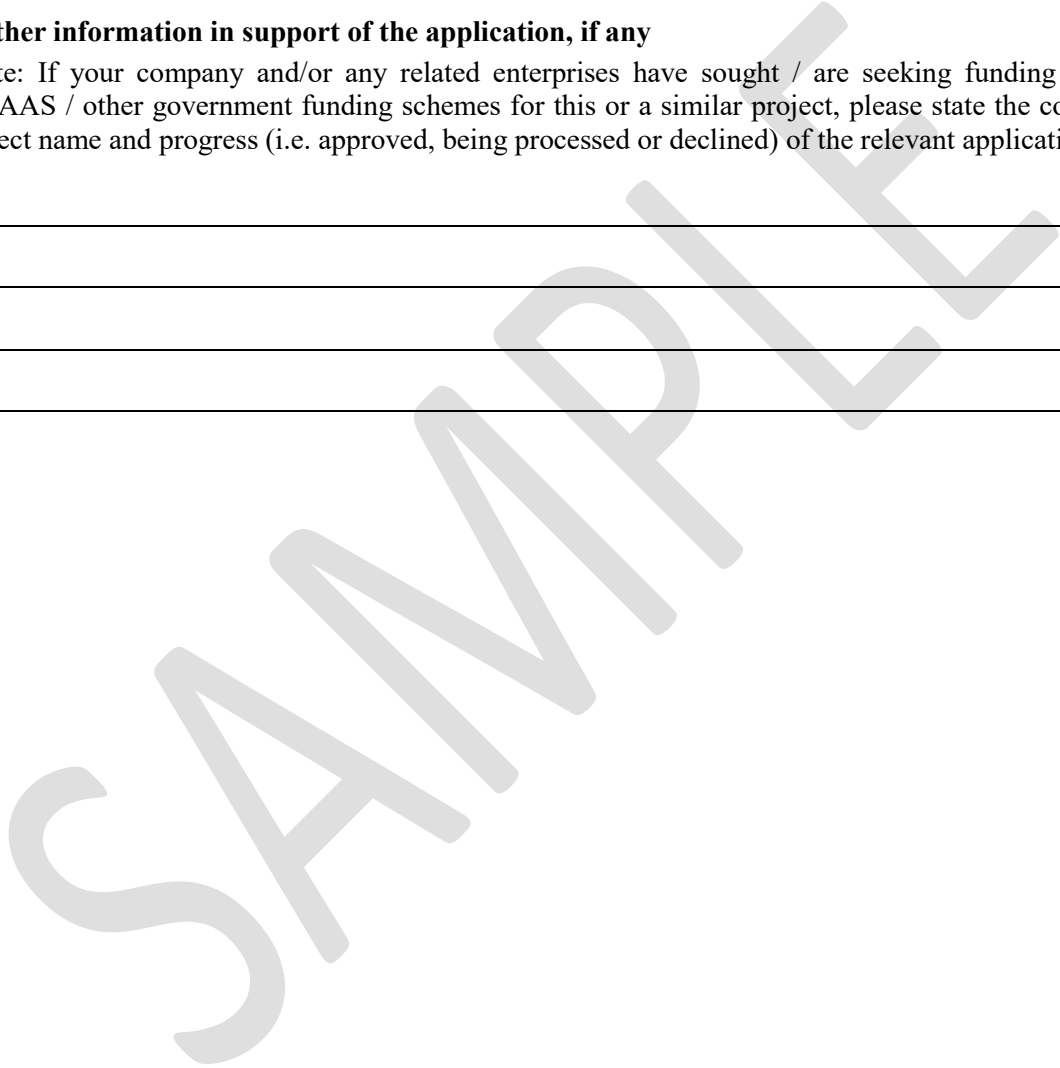 ther information in support of the application, if any
te: If your company and/or any related enterprises have sought / are seeking funding
AAS / other government funding schemes for this or a similar project, please state the co
ect name and progress (i.e. approved, being processed or declined) of the relevant applicati
SAMPLE